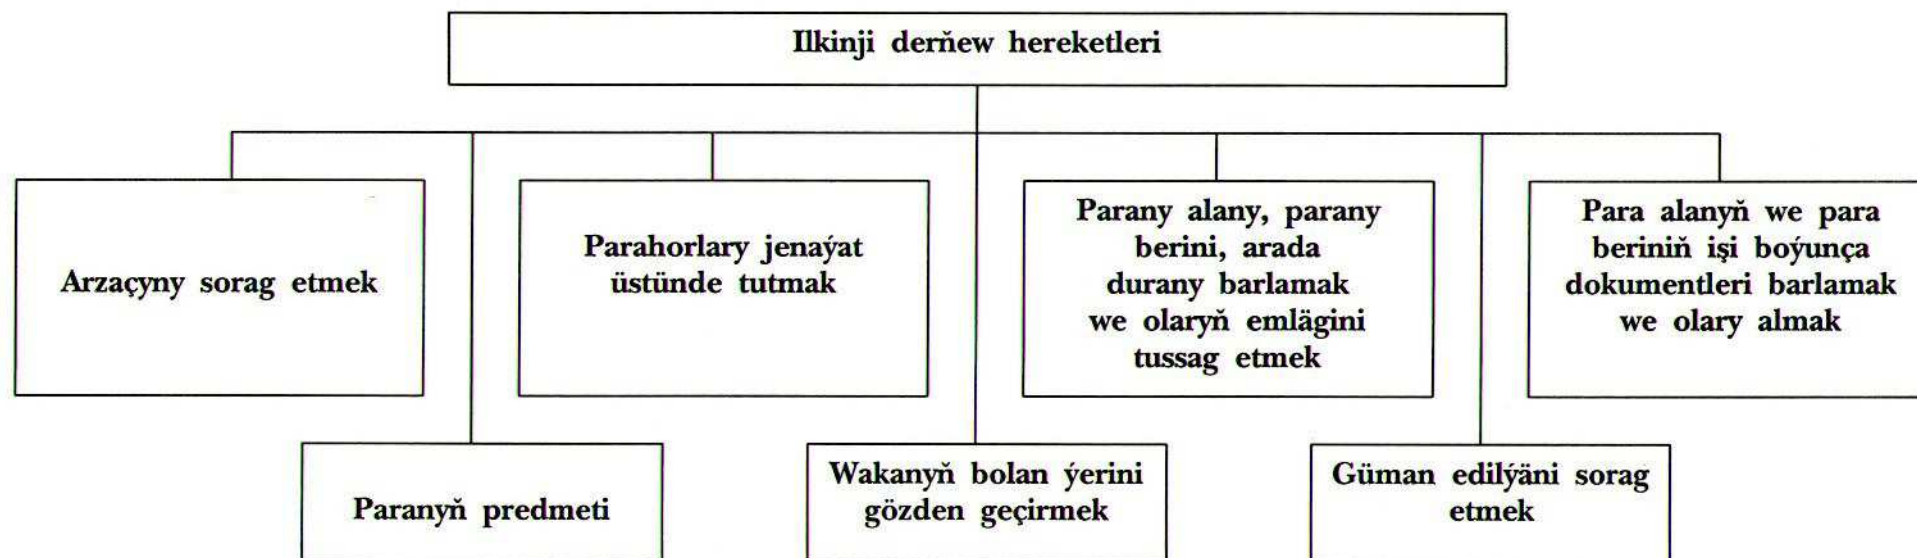 Ilkinji derňew hereketleri
Arzaçyny sorag etmek
Parahorlary jenaýat
üstünde tutmak
Parany alany, parany
berini, arada
durany barlamak
we olaryň emlägini
tussag etmek
Para alanyň we para
beriniň işi boýunça
dokumentleri barlamak
we olary almak
Paranyň predmeti
Wakanyň bolan ýerini
gözden geçirmek
Güman edilýäni sorag
etmek